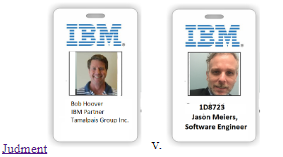 IBM®
Bob Hoover
IBM Partner
Tamalpais Group Inc.
IBM®
1D8723
Jason Meiers,
Software Engineer
Judment
V.